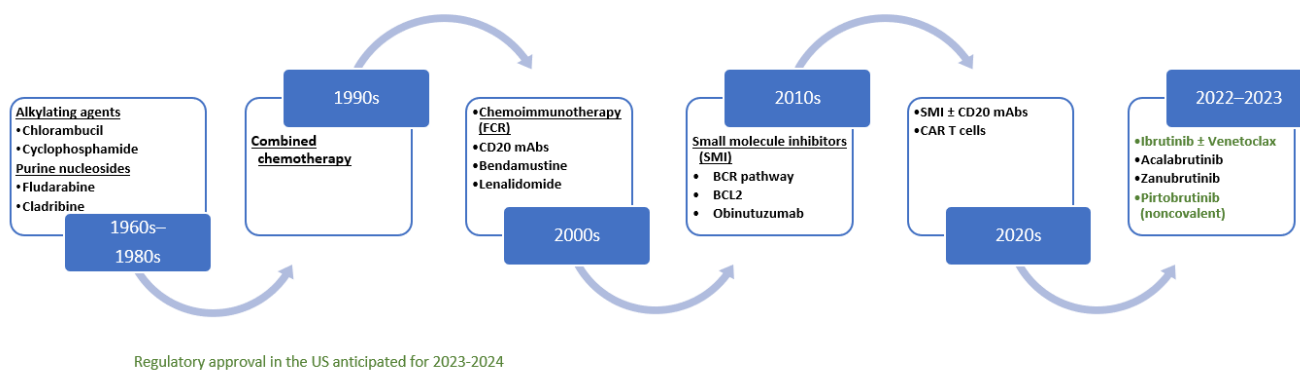 Alkylating agents
•Chlorambucil
•Cyclophosphamide
Purine nucleosides
•Fludarabine
•Cladribine
1960s–
1980s
1990s
Combined
chemotherapy
•Chemoimmunotherapy
(FCR)
•CD20 mAbs
•Bendamustine
•Lenalidomide
2000s
2010s
Small molecule inhibitors
(SMI)
• BCR pathway
• BCL2
• Obinutuzumab
•SMI ± CD20 mAbs
•CAR T cells
2020s
2022–2023
•Ibrutinib ± Venetoclax
•Acalabrutinib
•Zanubrutinib
•Pirtobrutinib
(noncovalent)
Regulatory approval in the US anticipated for 2023-2024